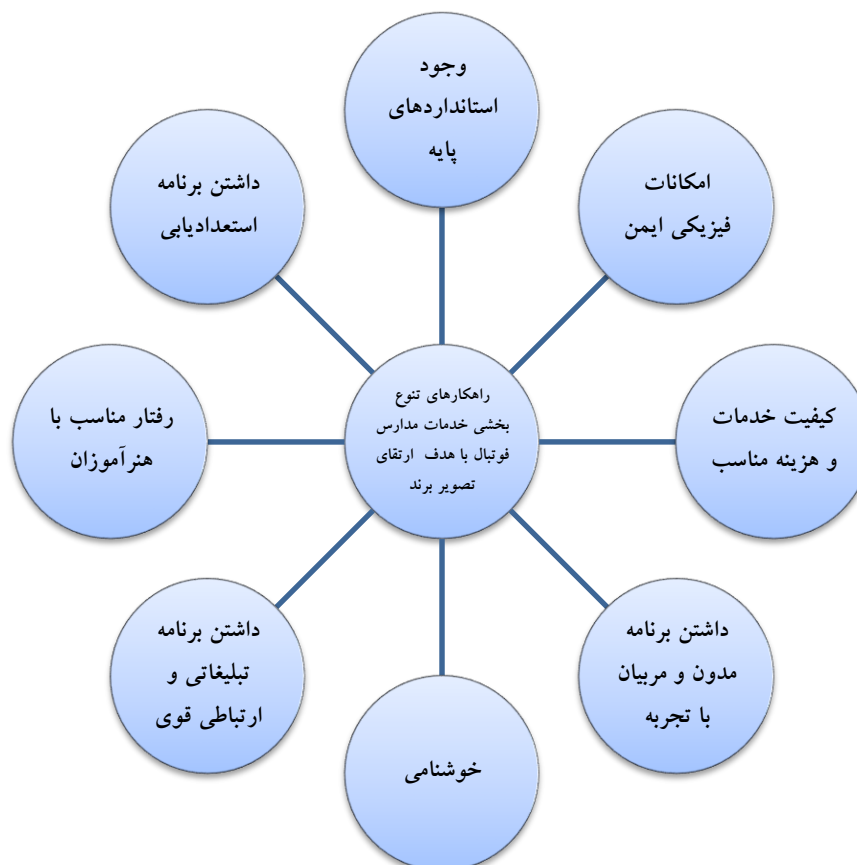 وجود
استانداردهای
پایه
امکانات
فیزیکی ایمن
کیفیت خدمات
و هزینه مناسب
داشتن برنامه
مدون و مربیان
با تجربه
خوشنامی
داشتن برنامه
تبلیغاتی و
ارتباطی قوی
رفتار مناسب با
هنرآموزان
داشتن برنامه
استعدادیابی
راهکارهای تنوع
بخشی خدمات مدارس
فوتبال با هدف ارتقای
تصویر برند